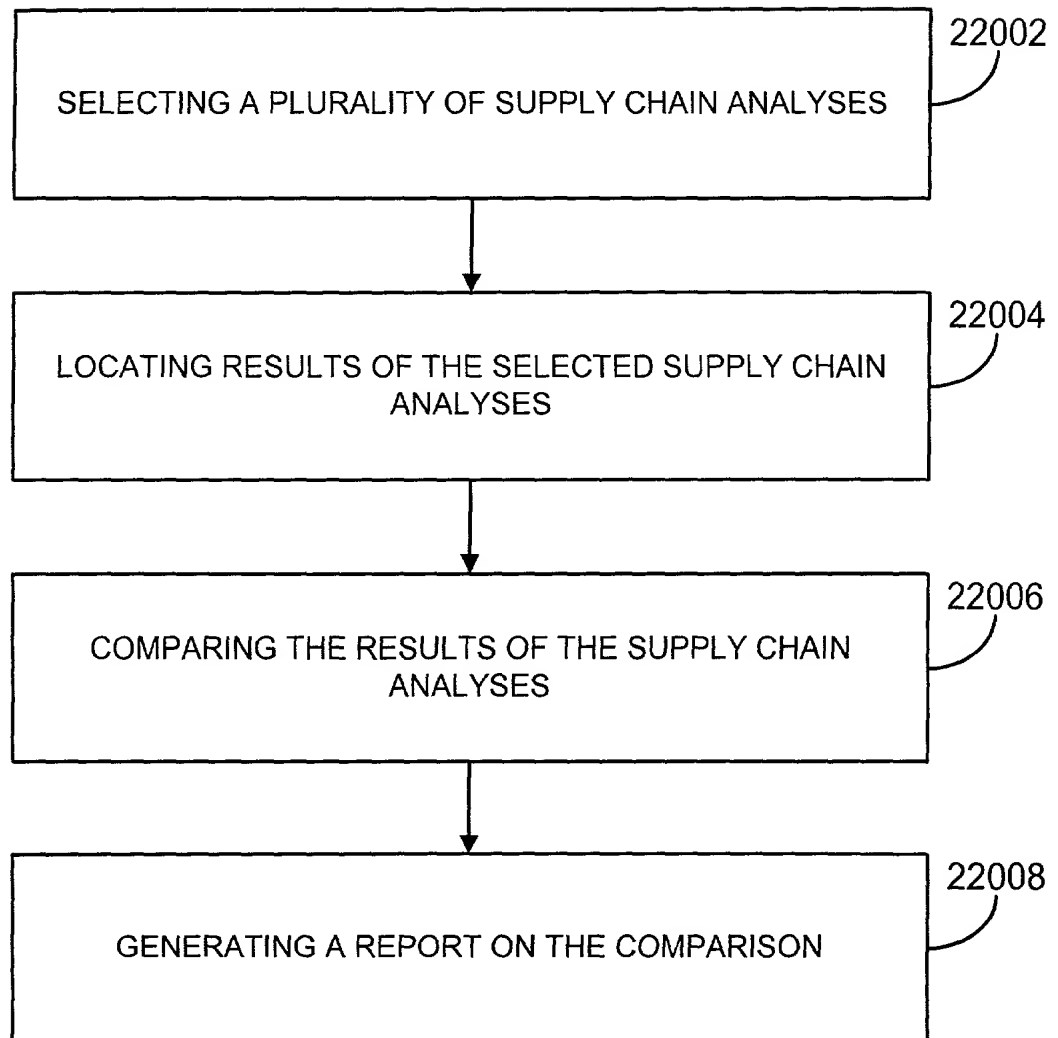 22002
SELECTING A PLURALITY OF SUPPLY CHAIN ANALYSES
22004
LOCATING RESULTS OF THE SELECTED SUPPLY CHAIN
ANALYSES
22006
COMPARING THE RESULTS OF THE SUPPLY CHAIN
ANALYSES
22008
GENERATING A REPORT ON THE COMPARISON